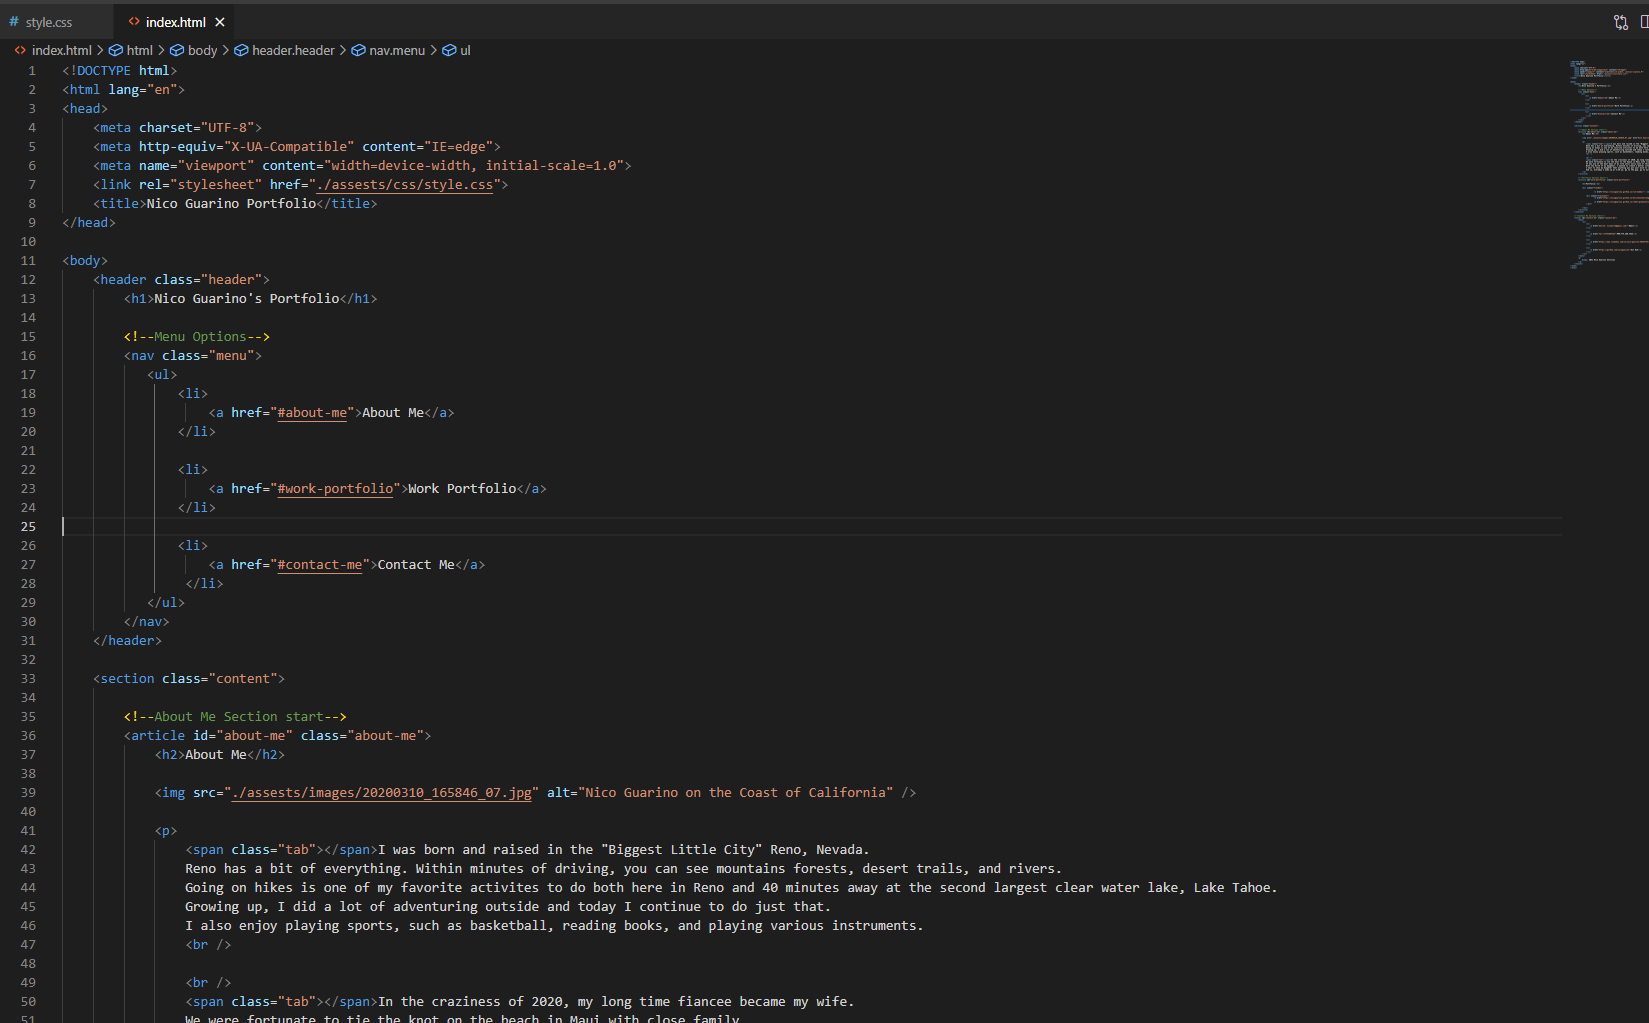 # style.css <> index.html ×
<> index.html > html > body > header.header > nav.menu > ul
1 <!DOCTYPE html>
2 <html lang="en">
3 <head>
4 <meta charset="UTF-8">
5 <meta http-equiv="X-UA-Compatible" content="IE=edge">
6 <meta name="viewport" content="width=device-width, initial-scale=1.0">
7 <link rel="stylesheet" href="./assests/css/style.css">
8 <title>Nico Guarino Portfolio</title>
9 </head>
10
11 <body>
12 <header class="header">
13 <h1>Nico Guarino's Portfolio</h1>
14
15 <!--Menu Options-->
16 <nav class="menu">
17 <ul>
18 <li>
19 <a href="#about-me">About Me</a>
20 </li>
21
22 <li>
23 <a href="#work-portfolio">Work Portfolio</a>
24 </li>
25
26 <li>
27 <a href="#contact-me">Contact Me</a>
28 </li>
29 </ul>
30 </nav>
31 </header>
32
33 <section class="content">
34
35 <!--About Me Section start-->
36 <article id="about-me" class="about-me">
37 <h2>About Me</h2>
38
39 <img src="./assests/images/20200310_165846_07.jpg" alt="Nico Guarino on the Coast of California" />
40
41 <p>
42 <span class="tab"></span>I was born and raised in the "Biggest Little City" Reno, Nevada.
43 Reno has a bit of everything. Within minutes of driving, you can see mountains forests, desert trails, and rivers.
44 Going on hikes is one of my favorite activites to do both here in Reno and 40 minutes away at the second largest clear water lake, Lake Tahoe.
45 Growing up, I did a lot of adventuring outside and today I continue to do just that.
46 I also enjoy playing sports, such as basketball, reading books, and playing various instruments.
47 <br />
48
49 <br />
50 <span class="tab"></span>In the craziness of 2020, my long time fiancee became my wife.
51 We were fortunate to tie the knot on the beach in Maui with close family